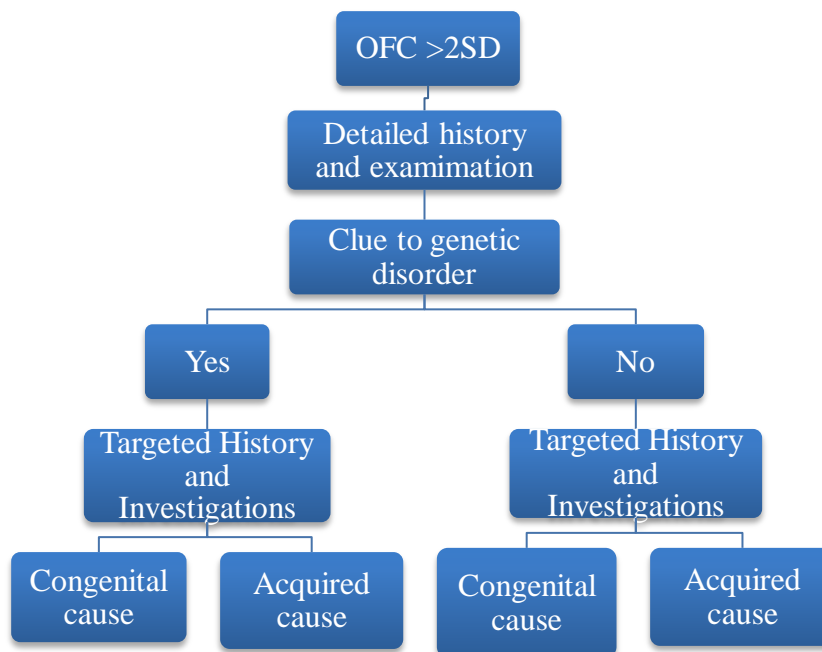 OFC >2SD
Detailed history
and examimation
Clue to genetic
disorder
Yes
No
Targeted History
and
Investigations
Targeted History
and
Investigations
Congenital
cause
Acquired
cause
Congenital
cause
Acquired
cause